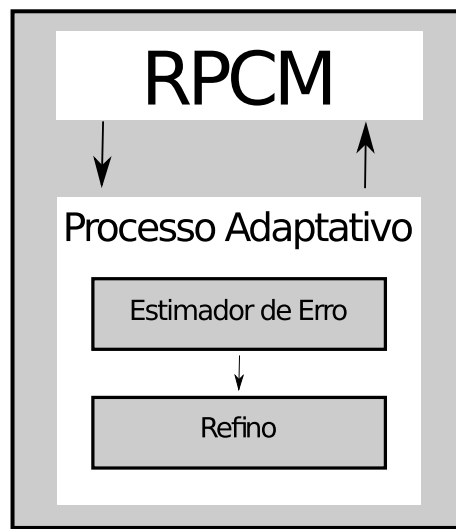 RPCM
Processo Adaptativo
Estimador de Erro
Refino